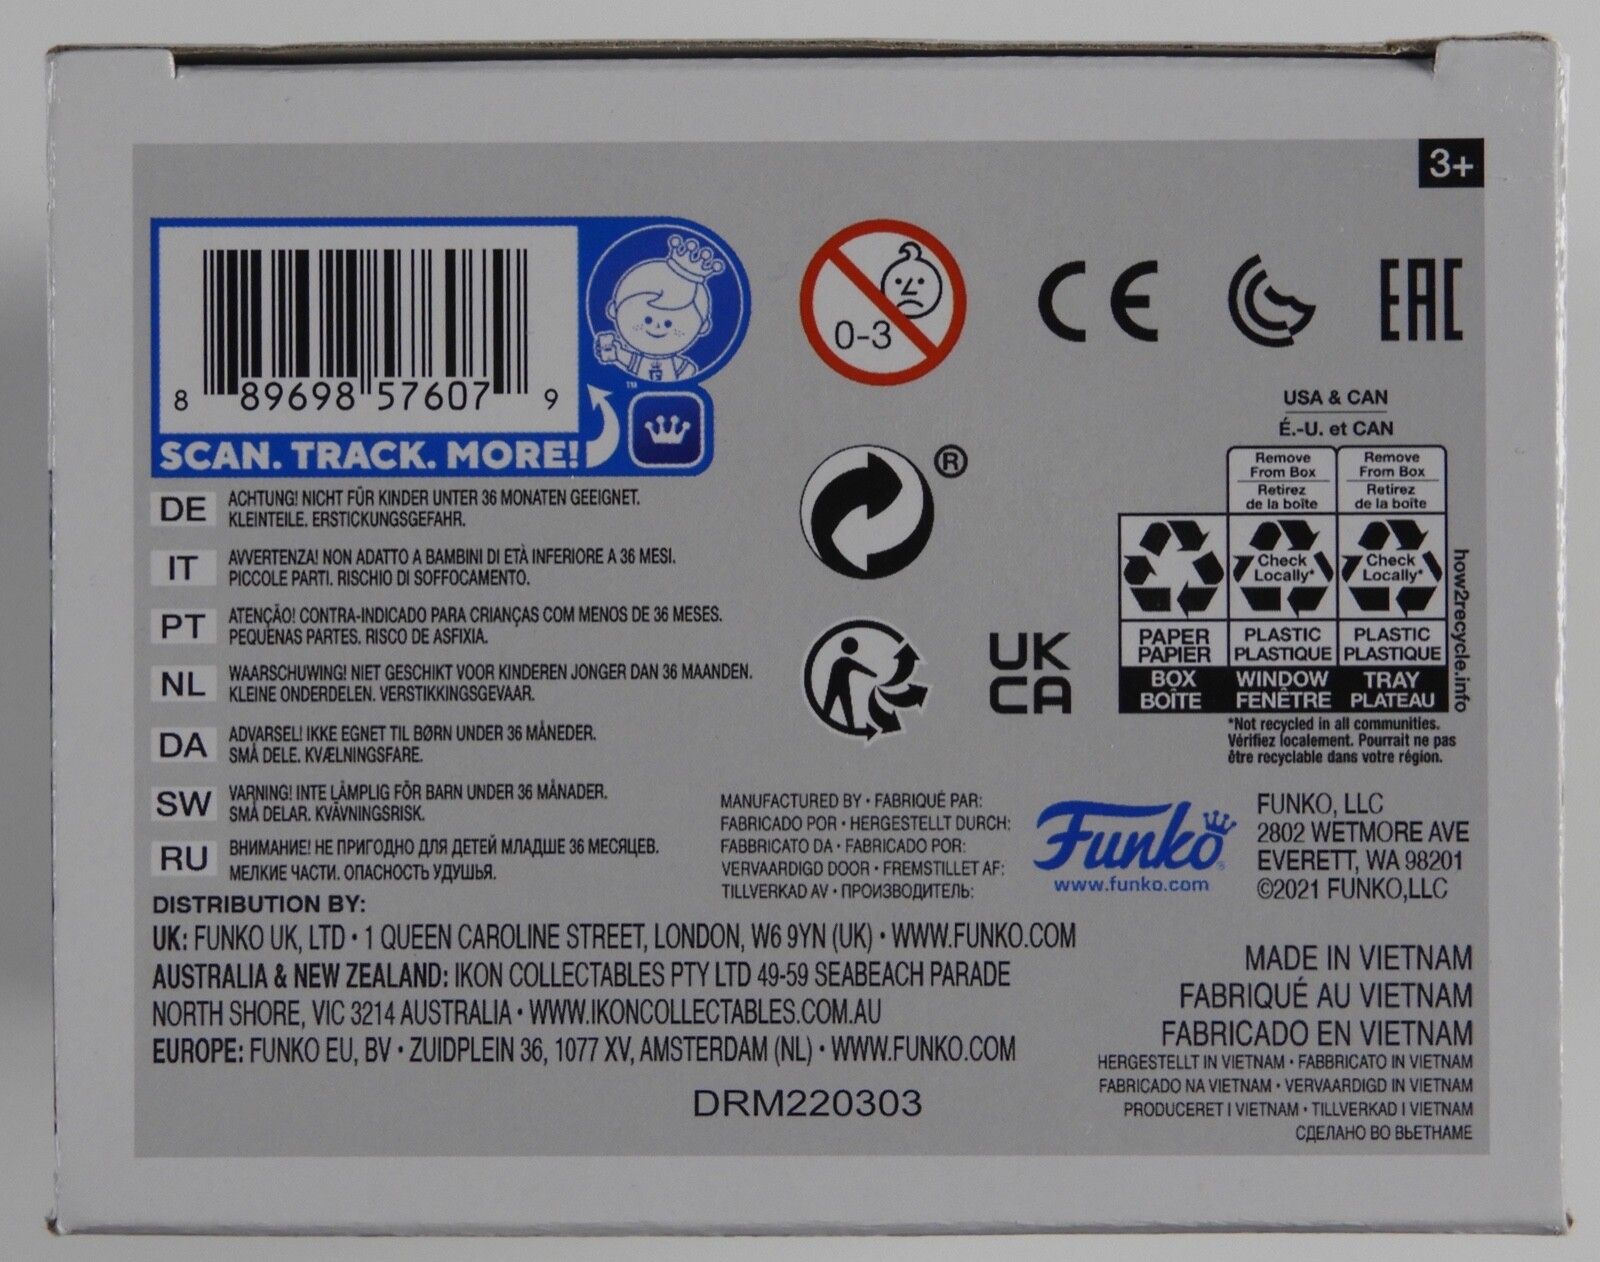 3+
8 89698 57607 9
™
SCAN. TRACK. MORE!
0-3
CE
EAC
USA & CAN
É.-U. et CAN
Remove From Box
Retirez de la boîte
Remove From Box
Retirez de la boîte
Check Locally*
Check Locally*
PAPER PAPIER
PLASTIC PLASTIQUE
PLASTIC PLASTIQUE
BOX BOÎTE
WINDOW FENÊTRE
TRAY PLATEAU
how2recycle.info
*Not recycled in all communities.
Vérifiez localement. Pourrait ne pas
être recyclable dans votre région.
®
UK
CA
DE ACHTUNG! NICHT FÜR KINDER UNTER 36 MONATEN GEEIGNET.
KLEINTEILE. ERSTICKUNGSGEFAHR.
IT AVVERTENZA! NON ADATTO A BAMBINI DI ETÀ INFERIORE A 36 MESI.
PICCOLE PARTI. RISCHIO DI SOFFOCAMENTO.
PT ATENÇÃO! CONTRA-INDICADO PARA CRIANÇAS COM MENOS DE 36 MESES.
PEQUENAS PARTES. RISCO DE ASFIXIA.
NL WAARSCHUWING! NIET GESCHIKT VOOR KINDEREN JONGER DAN 36 MAANDEN.
KLEINE ONDERDELEN. VERSTIKKINGSGEVAAR.
DA ADVARSEL! IKKE EGNET TIL BØRN UNDER 36 MÅNEDER.
SMÅ DELE. KVÆLNINGSFARE.
SW VARNING! INTE LÄMPLIG FÖR BARN UNDER 36 MÅNADER.
SMÅ DELAR. KVÄVNINGSRISK.
RU ВНИМАНИЕ! НЕ ПРИГОДНО ДЛЯ ДЕТЕЙ МЛАДШЕ 36 МЕСЯЦЕВ.
МЕЛКИЕ ЧАСТИ. ОПАСНОСТЬ УДУШЬЯ.
MANUFACTURED BY • FABRIQUÉ PAR:
FABRICADO POR • HERGESTELLT DURCH:
FABBRICATO DA • FABRICADO POR:
VERVAARDIGD DOOR • FREMSTILLET AF:
TILLVERKAD AV • ПРОИЗВОДИТЕЛЬ:
Funko
www.funko.com
FUNKO, LLC
2802 WETMORE AVE
EVERETT, WA 98201
©2021 FUNKO,LLC
DISTRIBUTION BY:
UK: FUNKO UK, LTD • 1 QUEEN CAROLINE STREET, LONDON, W6 9YN (UK) • WWW.FUNKO.COM
AUSTRALIA & NEW ZEALAND: IKON COLLECTABLES PTY LTD 49-59 SEABEACH PARADE
NORTH SHORE, VIC 3214 AUSTRALIA • WWW.IKONCOLLECTABLES.COM.AU
EUROPE: FUNKO EU, BV • ZUIDPLEIN 36, 1077 XV, AMSTERDAM (NL) • WWW.FUNKO.COM
DRM220303
MADE IN VIETNAM
FABRIQUÉ AU VIETNAM
FABRICADO EN VIETNAM
HERGESTELLT IN VIETNAM • FABBRICATO IN VIETNAM
FABRICADO NA VIETNAM • VERVAARDIGD IN VIETNAM
PRODUCERET I VIETNAM • TILLVERKAD I VIETNAM
СДЕЛАНО ВО ВЬЕТНАМЕ